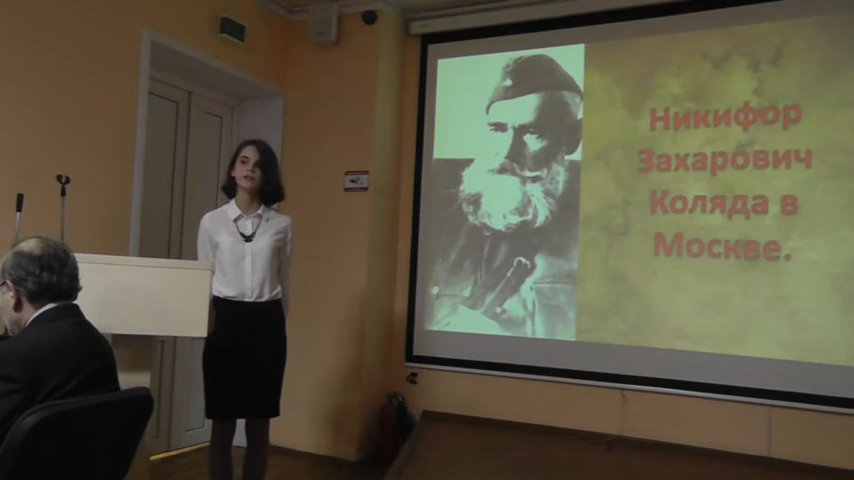 Никифор
Захарович
Коляда в
Москве.